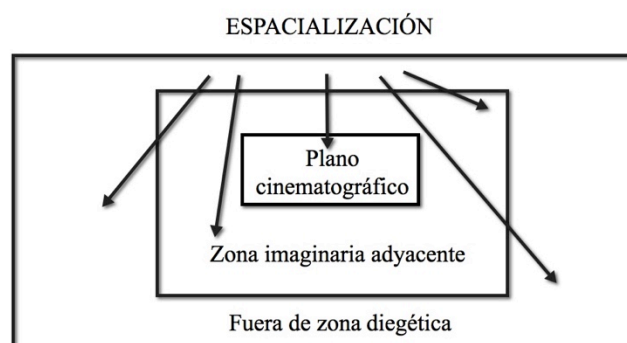 ESPACIALIZACIÓN
Plano
cinematográfico
Zona imaginaria adyacente
Fuera de zona diegética